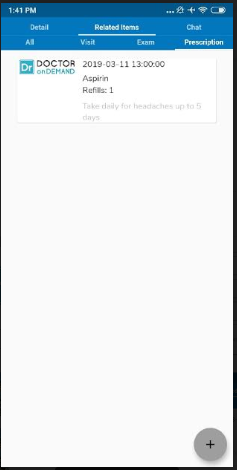 1:41 PM
Detail Related Items Chat
All Visit Exam Prescription
Dr DOCTOR
onDEMAND
2019-03-11 13:00:00
Aspirin
Refills: 1
Take daily for headaches up to 5
days
+